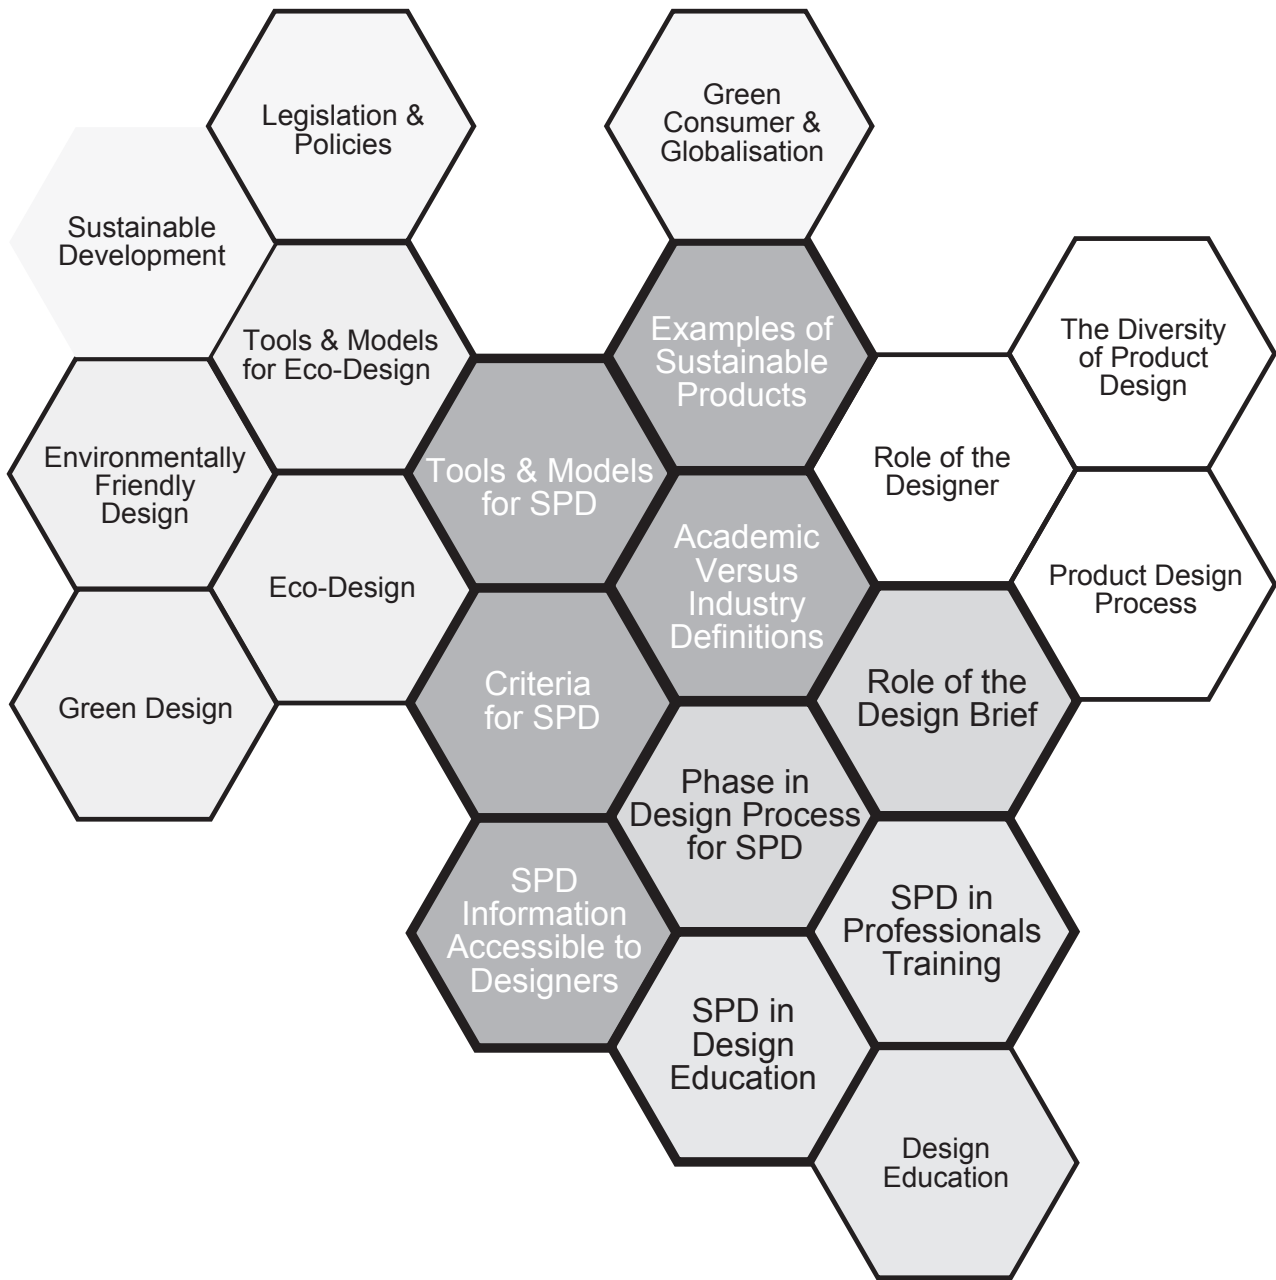 Legislation &
Policies
Green
Consumer &
Globalisation
Sustainable
Development
Tools & Models
for Eco-Design
Examples of
Sustainable
Products
The Diversity
of Product
Design
Environmentally
Friendly
Design
Tools & Models
for SPD
Role of the
Designer
Academic
Versus
Industry
Definitions
Product Design
Process
Eco-Design
Green Design
Criteria
for SPD
Role of the
Design Brief
Phase in
Design Process
for SPD
SPD
Information
Accessible to
Designers
SPD in
Professionals
Training
SPD in
Design
Education
Design
Education